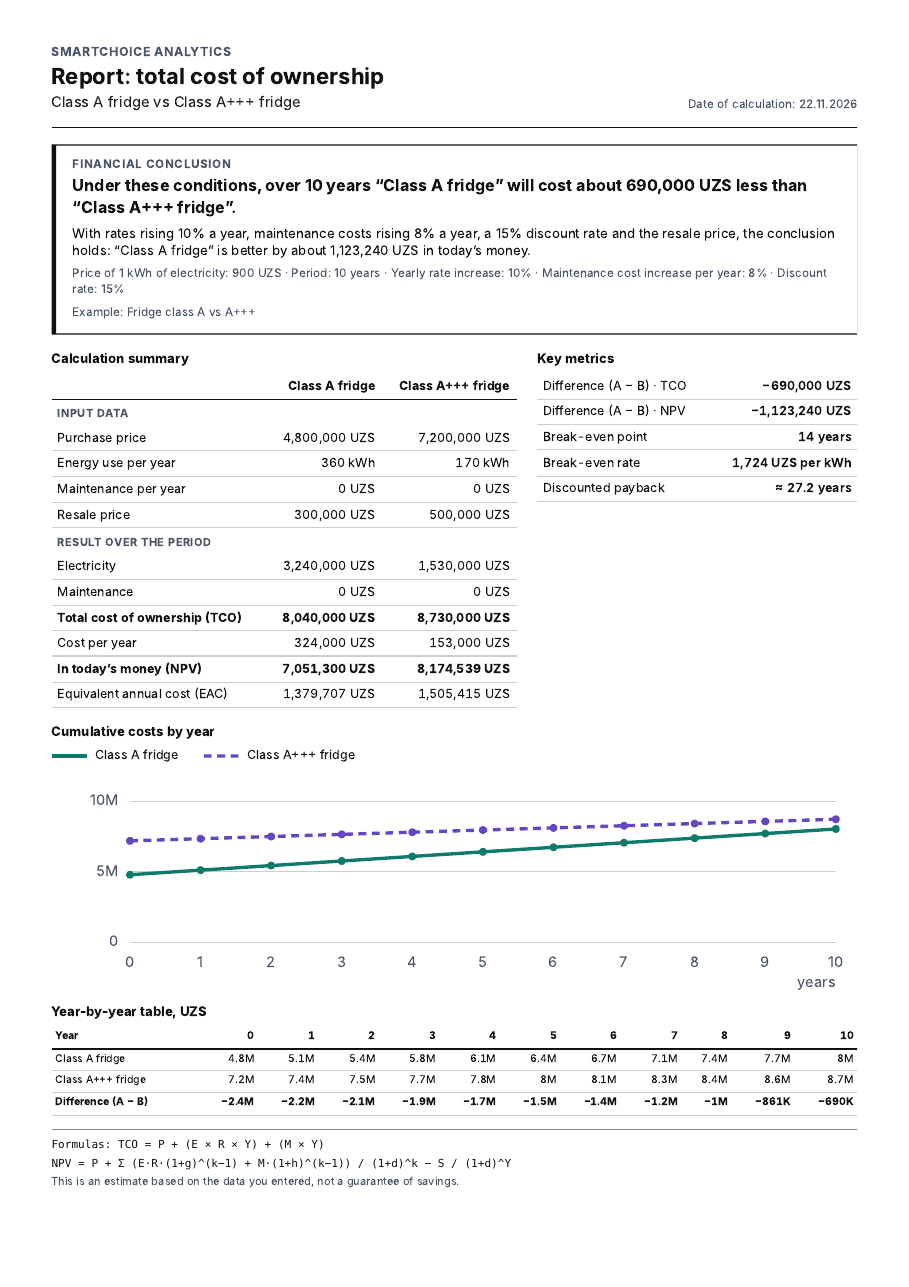 SMARTCHOICE ANALYTICS
Report: total cost of ownership
Class A fridge vs Class A+++ fridge
Date of calculation: 22.11.2026
FINANCIAL CONCLUSION
Under these conditions, over 10 years “Class A fridge” will cost about 690,000 UZS less than
“Class A+++ fridge”.
With rates rising 10% a year, maintenance costs rising 8% a year, a 15% discount rate and the resale price, the conclusion
holds: “Class A fridge” is better by about 1,123,240 UZS in today’s money.
Price of 1 kWh of electricity: 900 UZS · Period: 10 years · Yearly rate increase: 10% · Maintenance cost increase per year: 8% · Discount
rate: 15%
Example: Fridge class A vs A+++
Calculation summary
Class A fridge Class A+++ fridge
INPUT DATA
Purchase price 4,800,000 UZS 7,200,000 UZS
Energy use per year 360 kWh 170 kWh
Maintenance per year 0 UZS 0 UZS
Resale price 300,000 UZS 500,000 UZS
RESULT OVER THE PERIOD
Electricity 3,240,000 UZS 1,530,000 UZS
Maintenance 0 UZS 0 UZS
Total cost of ownership (TCO) 8,040,000 UZS 8,730,000 UZS
Cost per year 324,000 UZS 153,000 UZS
In today’s money (NPV) 7,051,300 UZS 8,174,539 UZS
Equivalent annual cost (EAC) 1,379,707 UZS 1,505,415 UZS
Key metrics
Difference (A − B) · TCO −690,000 UZS
Difference (A − B) · NPV −1,123,240 UZS
Break-even point 14 years
Break-even rate 1,724 UZS per kWh
Discounted payback ≈ 27.2 years
Cumulative costs by year
Class A fridge Class A+++ fridge
10M
5M
0
0 1 2 3 4 5 6 7 8 9 10
years
Year-by-year table, UZS
Year 0 1 2 3 4 5 6 7 8 9 10
Class A fridge 4.8M 5.1M 5.4M 5.8M 6.1M 6.4M 6.7M 7.1M 7.4M 7.7M 8M
Class A+++ fridge 7.2M 7.4M 7.5M 7.7M 7.8M 8M 8.1M 8.3M 8.4M 8.6M 8.7M
Difference (A − B) −2.4M −2.2M −2.1M −1.9M −1.7M −1.5M −1.4M −1.2M −1M −861K −690K
Formulas: TCO = P + (E × R × Y) + (M × Y)
NPV = P + Σ (E·R·(1+g)^(k−1) + M·(1+h)^(k−1)) / (1+d)^k − S / (1+d)^Y
This is an estimate based on the data you entered, not a guarantee of savings.